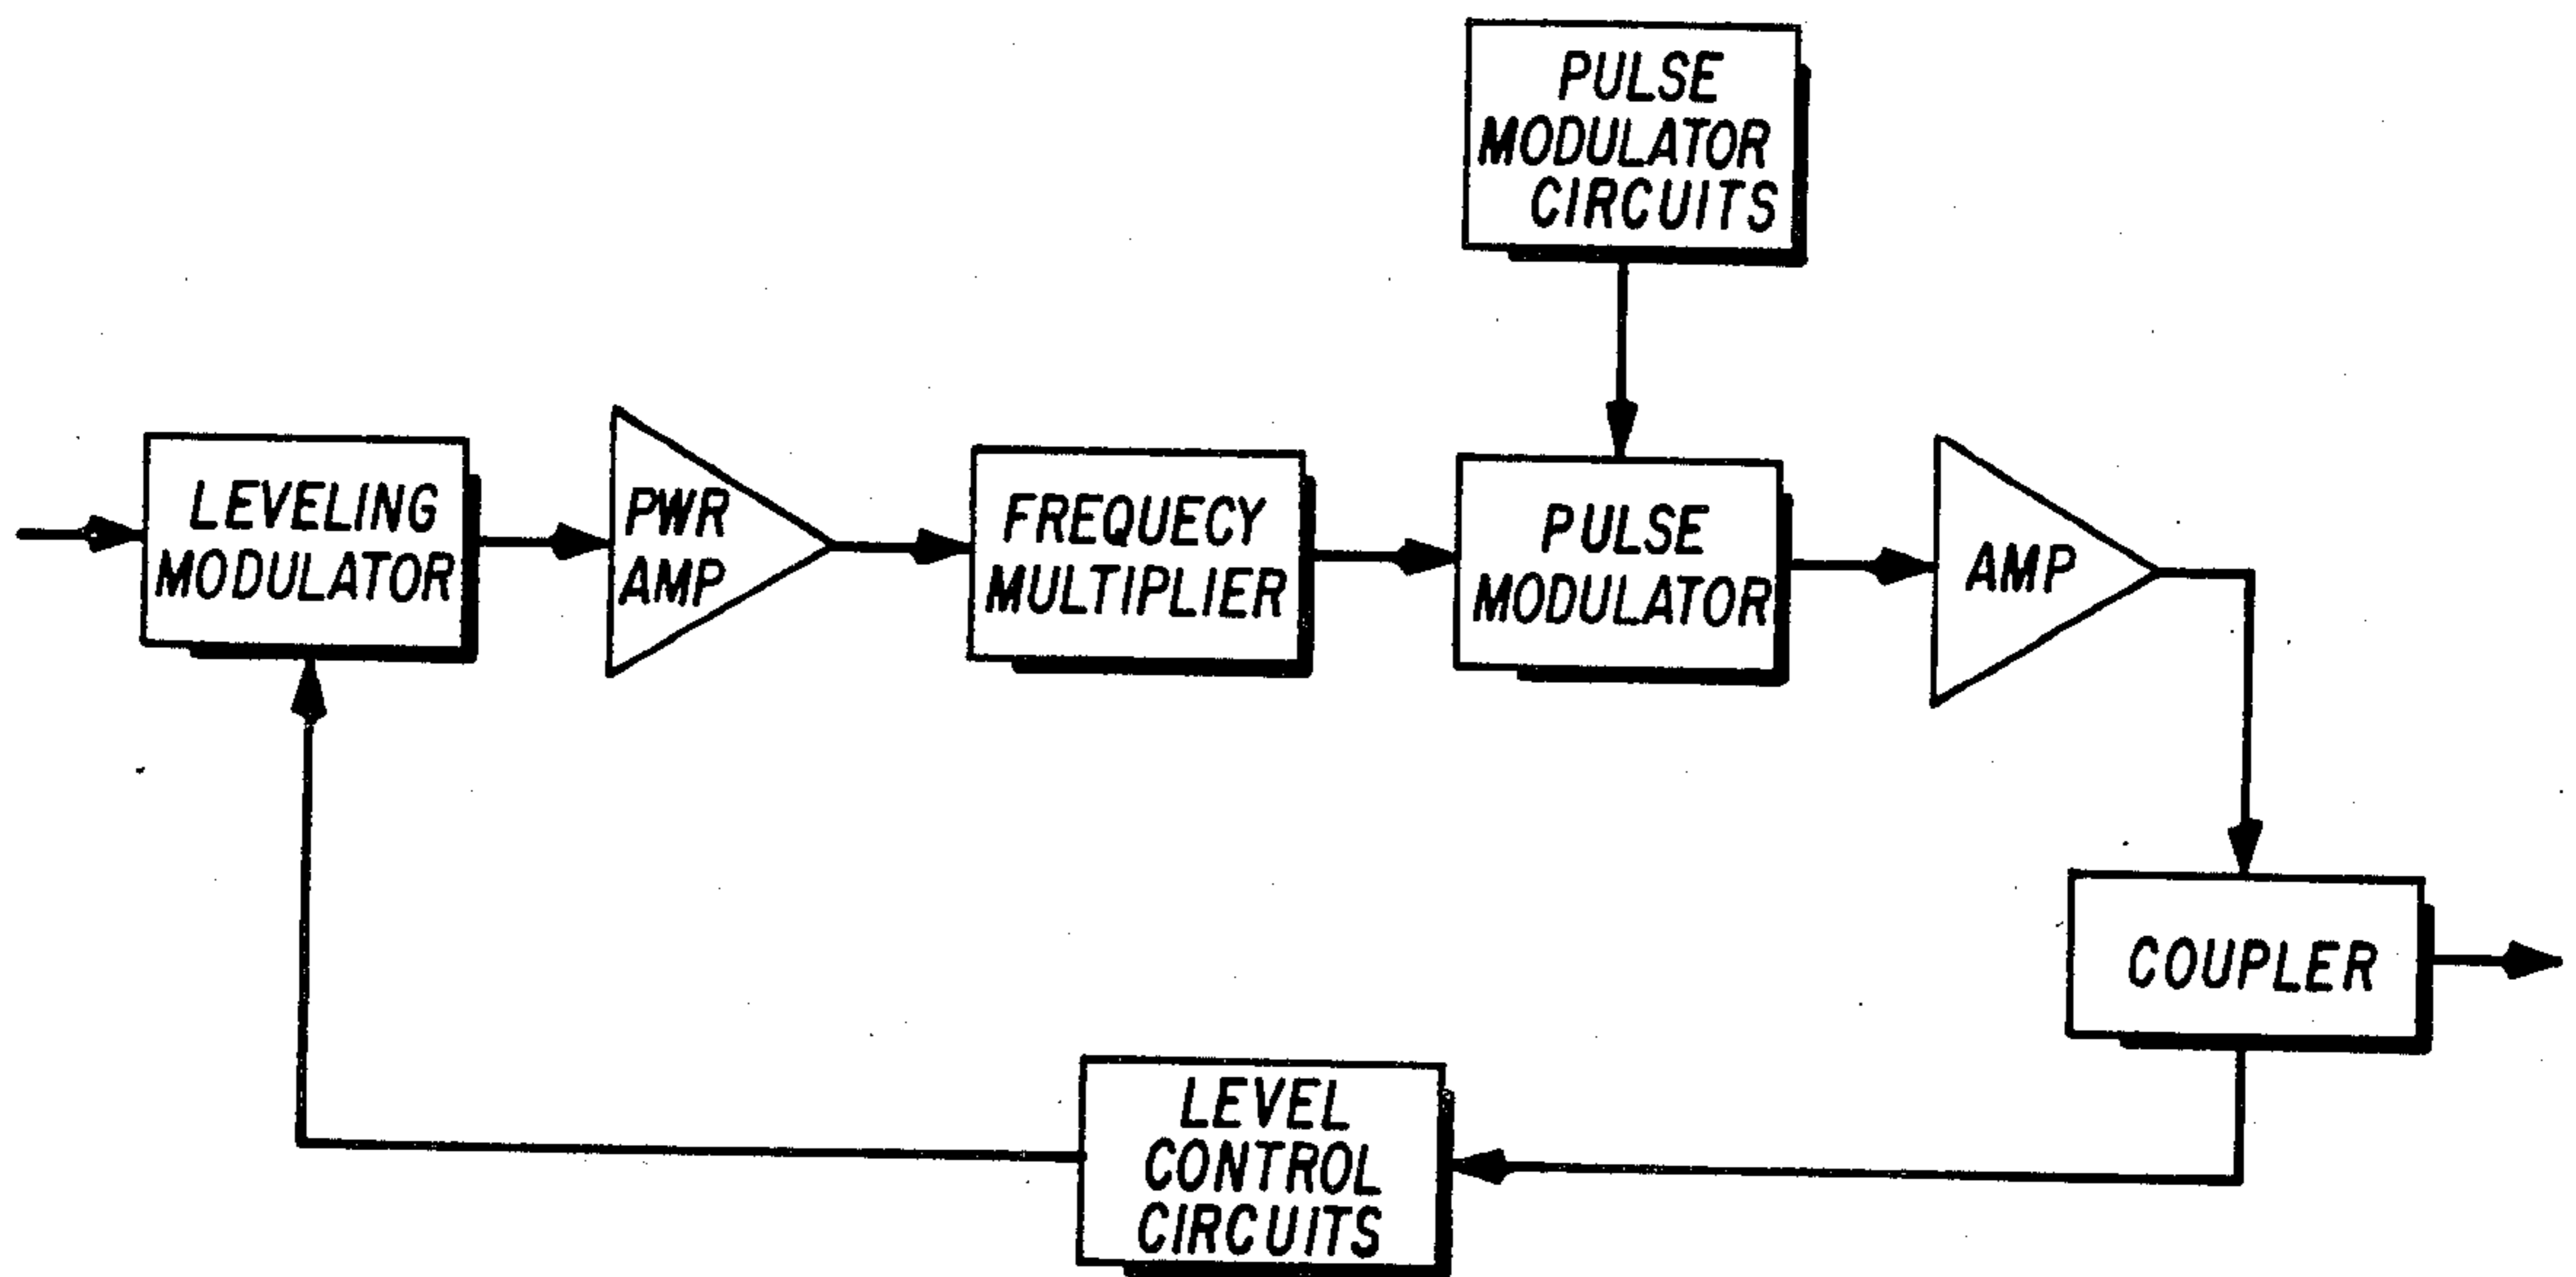 PULSE
MODULATOR
CIRCUITS
LEVELING
MODULATOR
PWR
AMP
FREQUECY
MULTIPLIER
PULSE
MODULATOR
AMP
COUPLER
LEVEL
CONTROL
CIRCUITS